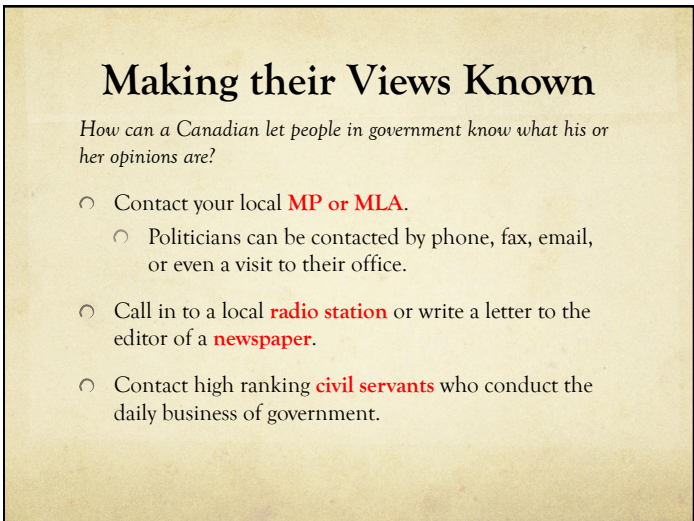 Making their Views Known
How can a Canadian let people in government know what his or
her opinions are?
Contact your local MP or MLA.
Politicians can be contacted by phone, fax, email,
or even a visit to their office.
Call in to a local radio station or write a letter to the
editor of a newspaper.
Contact high ranking civil servants who conduct the
daily business of government.